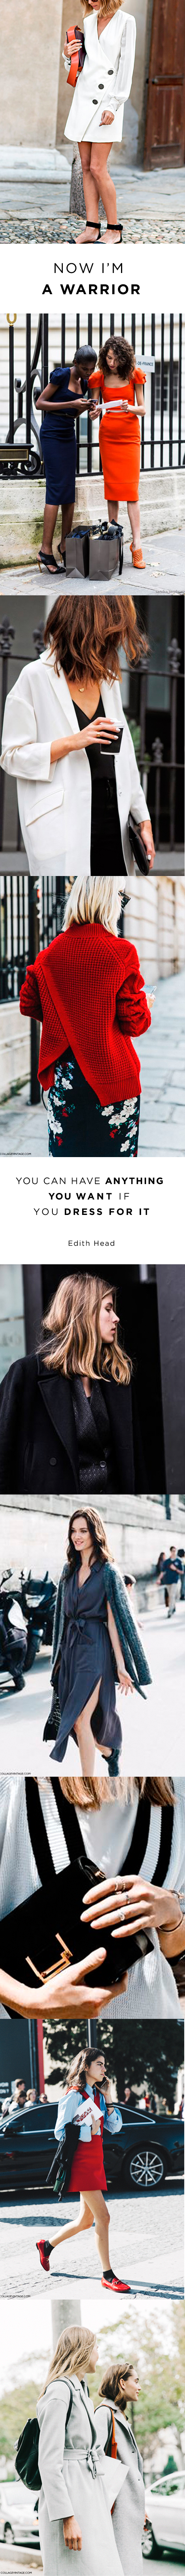 NOW I'M
A WARRIOR
YOU CAN HAVE ANYTHING
YOU WANT IF
YOU DRESS FOR IT
Edith Head